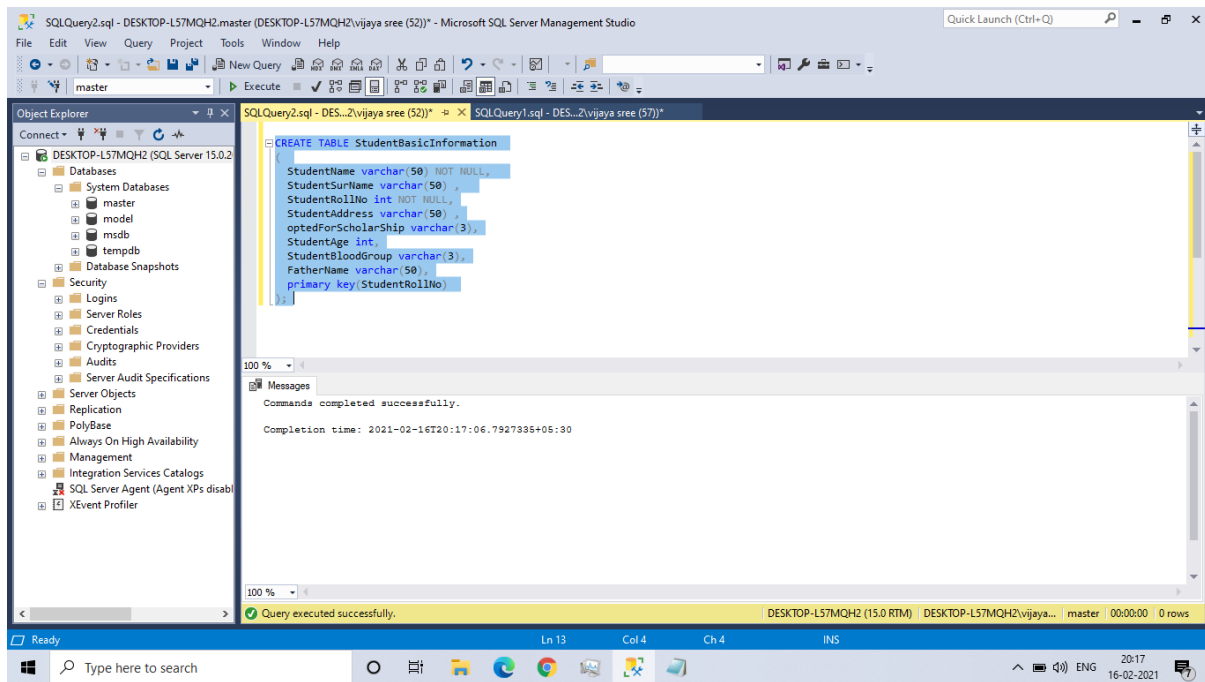 SQLQuery2.sql - DESKTOP-L57MQH2.master (DESKTOP-L57MQH2\vijaya sree (52))* - Microsoft SQL Server Management Studio
Quick Launch (Ctrl+Q)
File Edit View Query Project Tools Window Help
New Query
master
Execute
Object Explorer
SQLQuery2.sql - DES...2\vijaya sree (52))*
SQLQuery1.sql - DES...2\vijaya sree (57))*
Connect
DESKTOP-L57MQH2 (SQL Server 15.0.2
Databases
System Databases
master
model
msdb
tempdb
Database Snapshots
Security
Logins
Server Roles
Credentials
Cryptographic Providers
Audits
Server Audit Specifications
Server Objects
Replication
PolyBase
Always On High Availability
Management
Integration Services Catalogs
SQL Server Agent (Agent XPs disabl
XEvent Profiler
CREATE TABLE StudentBasicInformation
(
StudentName varchar(50) NOT NULL,
StudentSurName varchar(50) ,
StudentRollNo int NOT NULL,
StudentAddress varchar(50) ,
optedForScholarShip varchar(3),
StudentAge int,
StudentBloodGroup varchar(3),
FatherName varchar(50),
primary key(StudentRollNo)
);
100 %
Messages
Commands completed successfully.
Completion time: 2021-02-16T20:17:06.7927335+05:30
100 %
Query executed successfully.
DESKTOP-L57MQH2 (15.0 RTM) DESKTOP-L57MQH2\vijaya... master 00:00:00 0 rows
Ready
Ln 13 Col 4 Ch 4 INS
Type here to search
ENG
20:17
16-02-2021